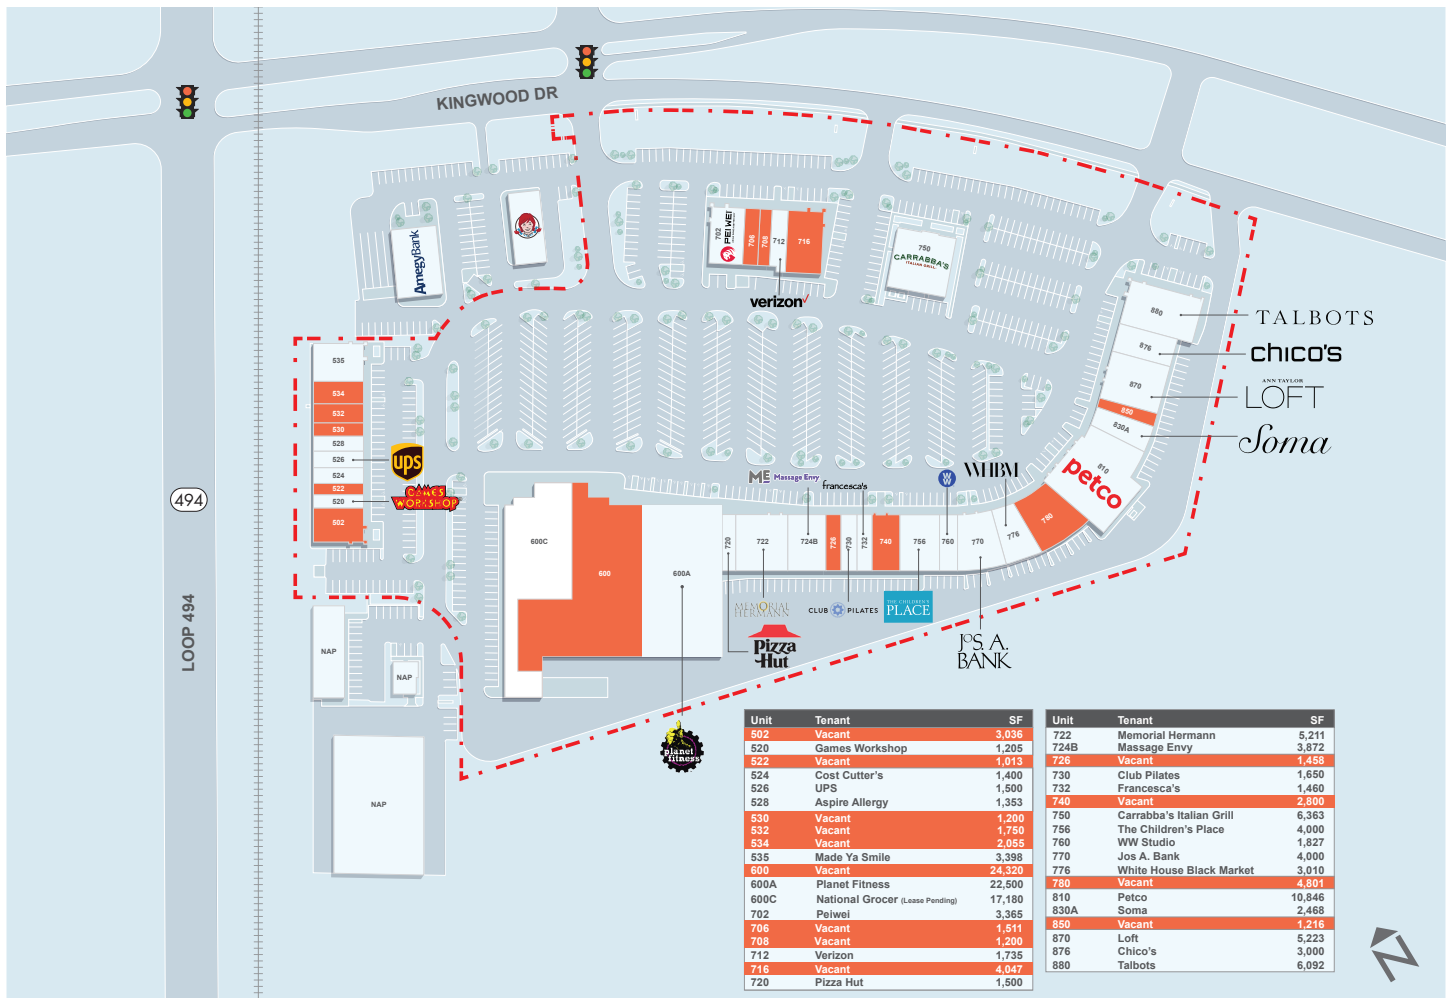 KINGWOOD DR
LOOP 494
494
AmegyBank
702
PEI WEI
706
708
712
716
verizon
750
CARRABBA'S
ITALIAN GRILL
880
TALBOTS
876
CHICO'S
870
ANN TAYLOR
LOFT
850
830A
Soma
810
petco
780
535
534
532
530
528
526
524
522
520
502
ups
GAMES
WORKSHOP
ME Massage Envy
francesca's
WW
WHBM
600C
600
600A
720
722
724B
726
730
732
740
756
760
770
776
MEMORIAL
HERMANN
CLUB PILATES
THE CHILDREN'S
PLACE
Pizza
Hut
JOS. A.
BANK
planet
fitness
NAP
NAP
NAP
Unit Tenant SF
502 Vacant 3,036
520 Games Workshop 1,205
522 Vacant 1,013
524 Cost Cutter's 1,400
526 UPS 1,500
528 Aspire Allergy 1,353
530 Vacant 1,200
532 Vacant 1,750
534 Vacant 2,055
535 Made Ya Smile 3,398
600 Vacant 24,320
600A Planet Fitness 22,500
600C National Grocer (Lease Pending) 17,180
702 Peiwei 3,365
706 Vacant 1,511
708 Vacant 1,200
712 Verizon 1,735
716 Vacant 4,047
720 Pizza Hut 1,500
Unit Tenant SF
722 Memorial Hermann 5,211
724B Massage Envy 3,872
726 Vacant 1,458
730 Club Pilates 1,650
732 Francesca's 1,460
740 Vacant 2,800
750 Carrabba's Italian Grill 6,363
756 The Children's Place 4,000
760 WW Studio 1,827
770 Jos A. Bank 4,000
776 White House Black Market 3,010
780 Vacant 4,801
810 Petco 10,846
830A Soma 2,468
850 Vacant 1,216
870 Loft 5,223
876 Chico's 3,000
880 Talbots 6,092
N